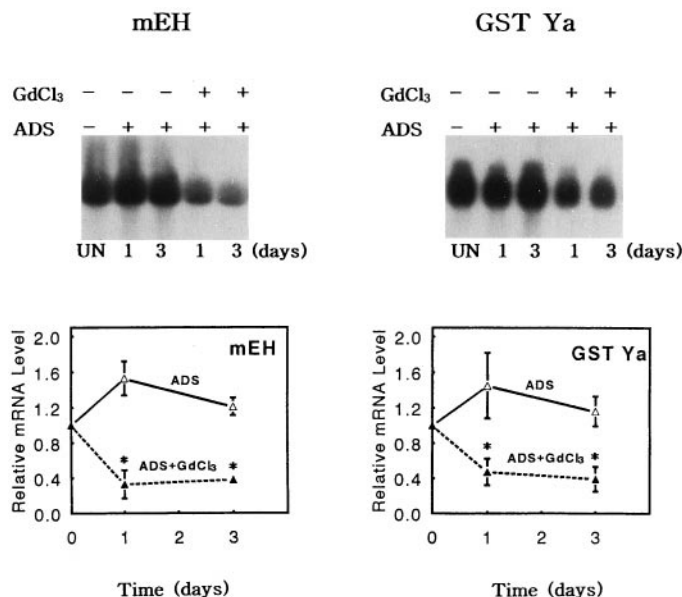 mEH GST Ya
GdCl₃ − − − + + GdCl₃ − − − + +
ADS − + + + + ADS − + + + +
UN 1 3 1 3 (days) UN 1 3 1 3 (days)
Relative mRNA Level
2.0
1.6
1.2
0.8
0.4
0.0
mEH
ADS
* ADS+GdCl₃ *
0 1 2 3
Time (days)
Relative mRNA Level
2.0
1.6
1.2
0.8
0.4
0.0
GST Ya
ADS
* ADS+GdCl₃ *
0 1 2 3
Time (days)